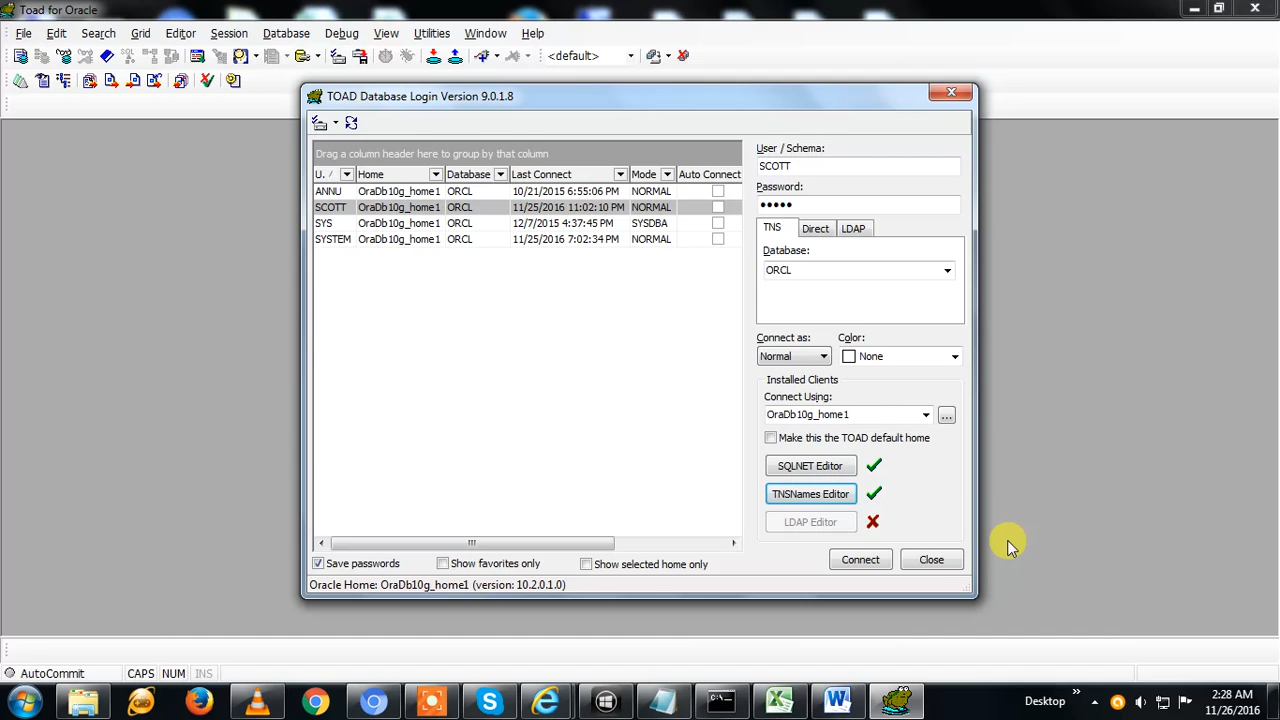 Toad for Oracle
File Edit Search Grid Editor Session Database Debug View Utilities Window Help
<default>
TOAD Database Login Version 9.0.1.8
Drag a column header here to group by that column
U. Home Database Last Connect Mode Auto Connect
ANNU OraDb10g_home1 ORCL 10/21/2015 6:55:06 PM NORMAL
SCOTT OraDb10g_home1 ORCL 11/25/2016 11:02:10 PM NORMAL
SYS OraDb10g_home1 ORCL 12/7/2015 4:37:45 PM SYSDBA
SYSTEM OraDb10g_home1 ORCL 11/25/2016 7:02:34 PM NORMAL
User / Schema:
SCOTT
Password:
•••••
TNS Direct LDAP
Database:
ORCL
Connect as: Color:
Normal None
Installed Clients
Connect Using:
OraDb10g_home1 ...
Make this the TOAD default home
SQLNET Editor
TNSNames Editor
LDAP Editor
Save passwords Show favorites only Show selected home only
Connect Close
Oracle Home: OraDb10g_home1 (version: 10.2.0.1.0)
AutoCommit CAPS NUM INS
Desktop 2:28 AM
11/26/2016